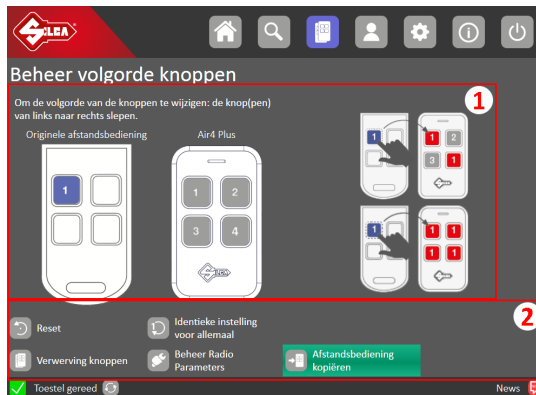 SILCA
Beheer volgorde knoppen
Om de volgorde van de knoppen te wijzigen: de knop(pen)
van links naar rechts slepen.
1
Originele afstandsbediening
Air4 Plus
1
1 2
3 4
1
1 2
3 1
1
1 1
1 1
2
Reset
Identieke instelling
voor allemaal
Verwerving knoppen
Beheer Radio
Parameters
Afstandsbediening
kopiëren
Toestel gereed
News